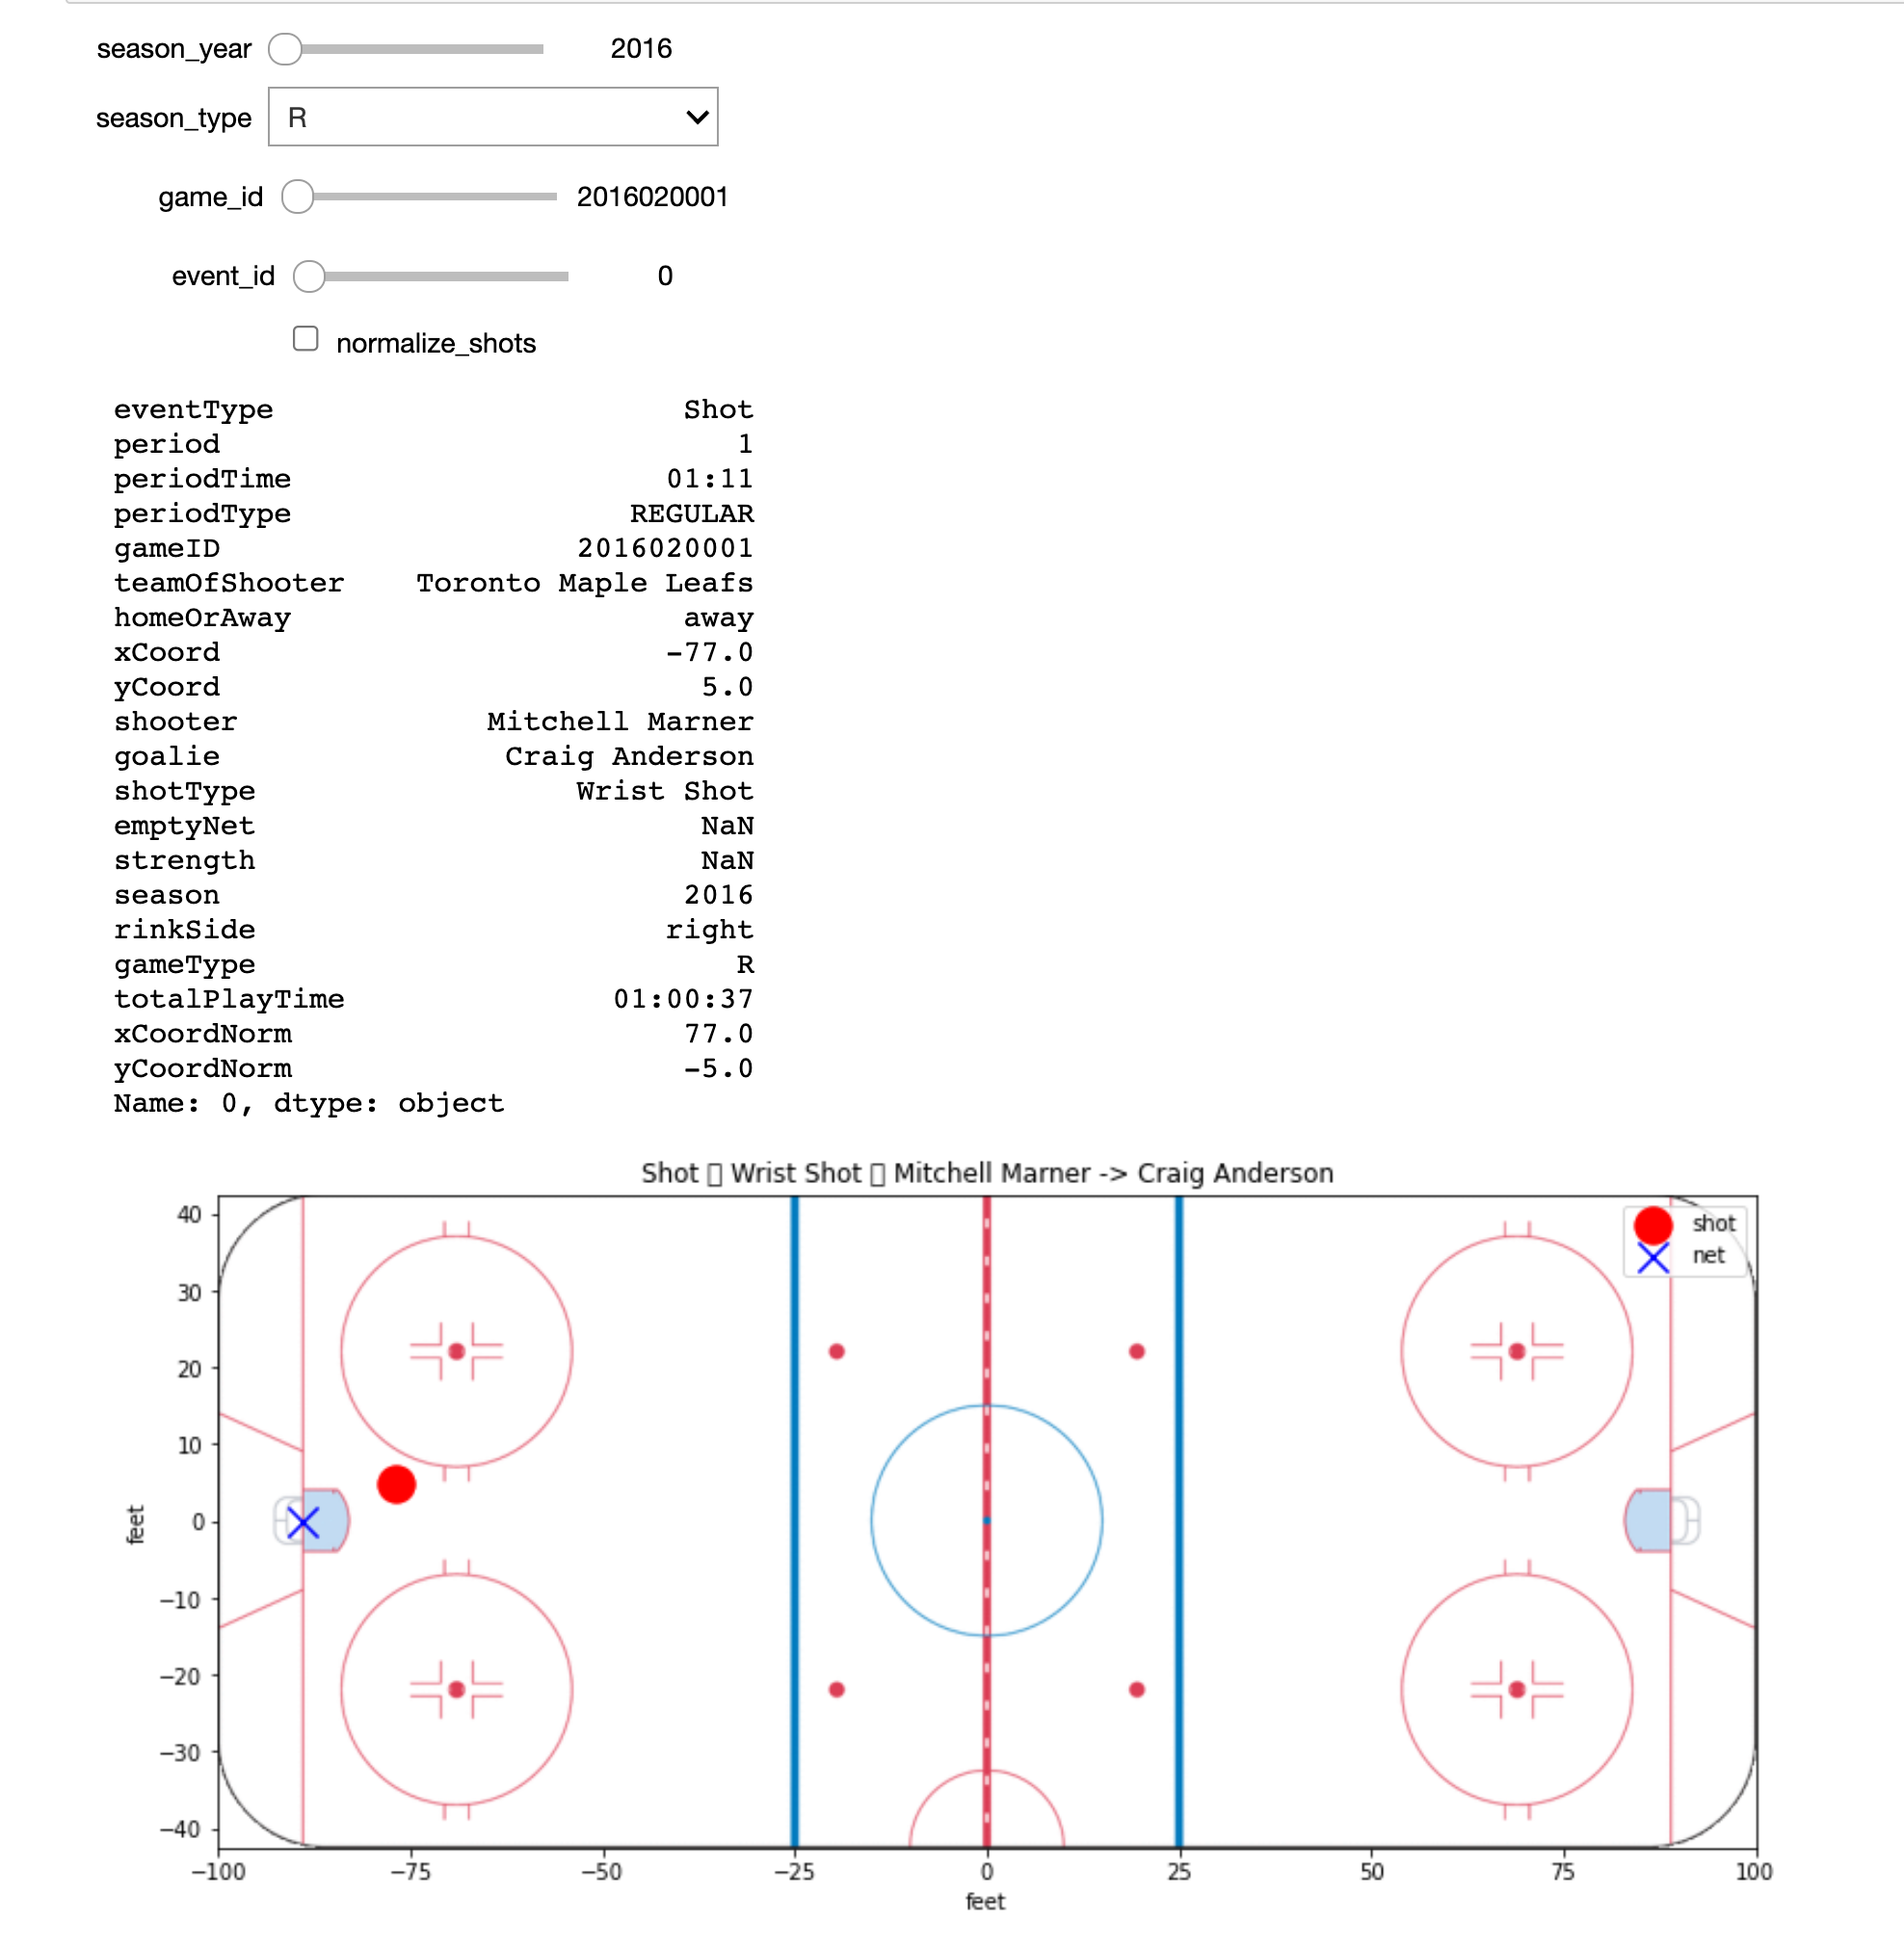 season_year 2016
season_type R
game_id 2016020001
event_id 0
normalize_shots
eventType Shot
period 1
periodTime 01:11
periodType REGULAR
gameID 2016020001
teamOfShooter Toronto Maple Leafs
homeOrAway away
xCoord -77.0
yCoord 5.0
shooter Mitchell Marner
goalie Craig Anderson
shotType Wrist Shot
emptyNet NaN
strength NaN
season 2016
rinkSide right
gameType R
totalPlayTime 01:00:37
xCoordNorm 77.0
yCoordNorm -5.0
Name: 0, dtype: object
Shot ▯ Wrist Shot ▯ Mitchell Marner -> Craig Anderson
shot
net
40
30
20
10
0
−10
−20
−30
−40
feet
−100 −75 −50 −25 0 25 50 75 100
feet